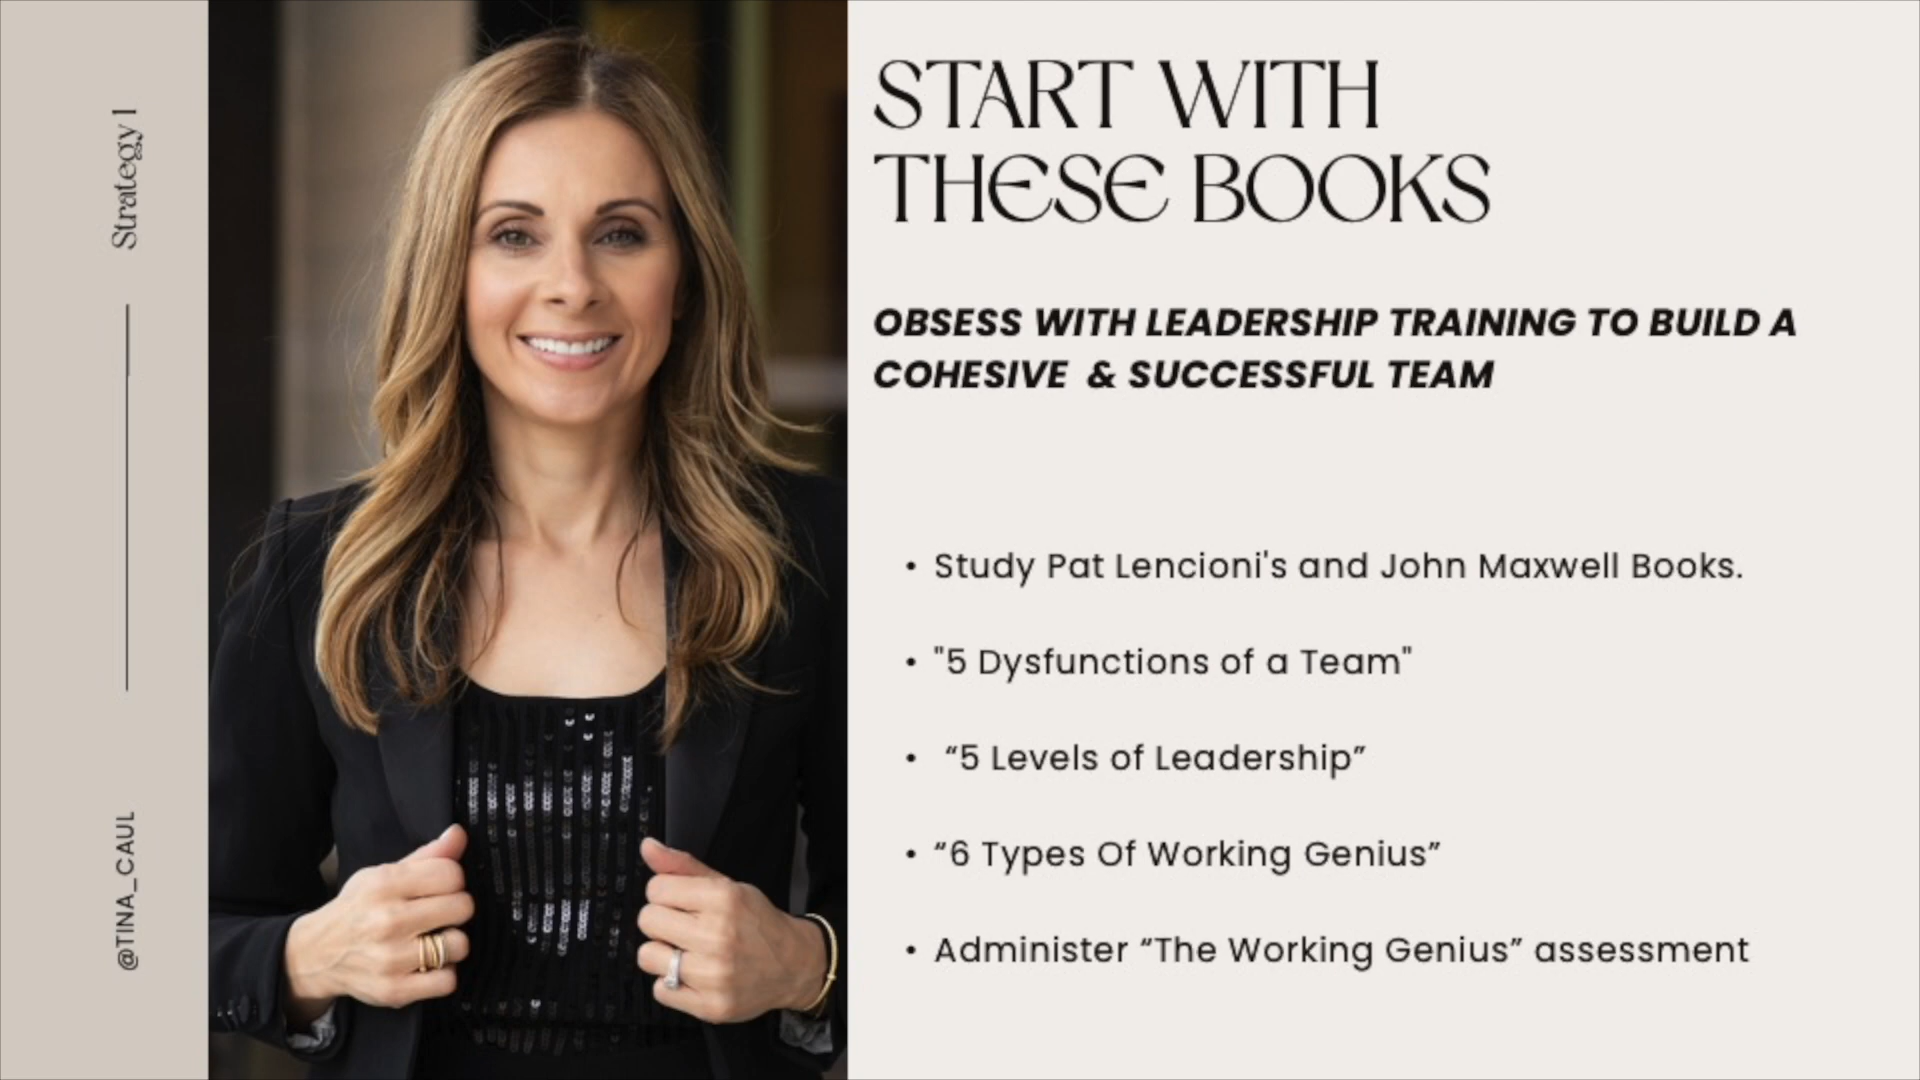 Strategy 1
@TINA_CAUL
START WITH
THESE BOOKS
OBSESS WITH LEADERSHIP TRAINING TO BUILD A
COHESIVE & SUCCESSFUL TEAM
• Study Pat Lencioni's and John Maxwell Books.
• "5 Dysfunctions of a Team"
• “5 Levels of Leadership”
• “6 Types Of Working Genius”
• Administer “The Working Genius” assessment